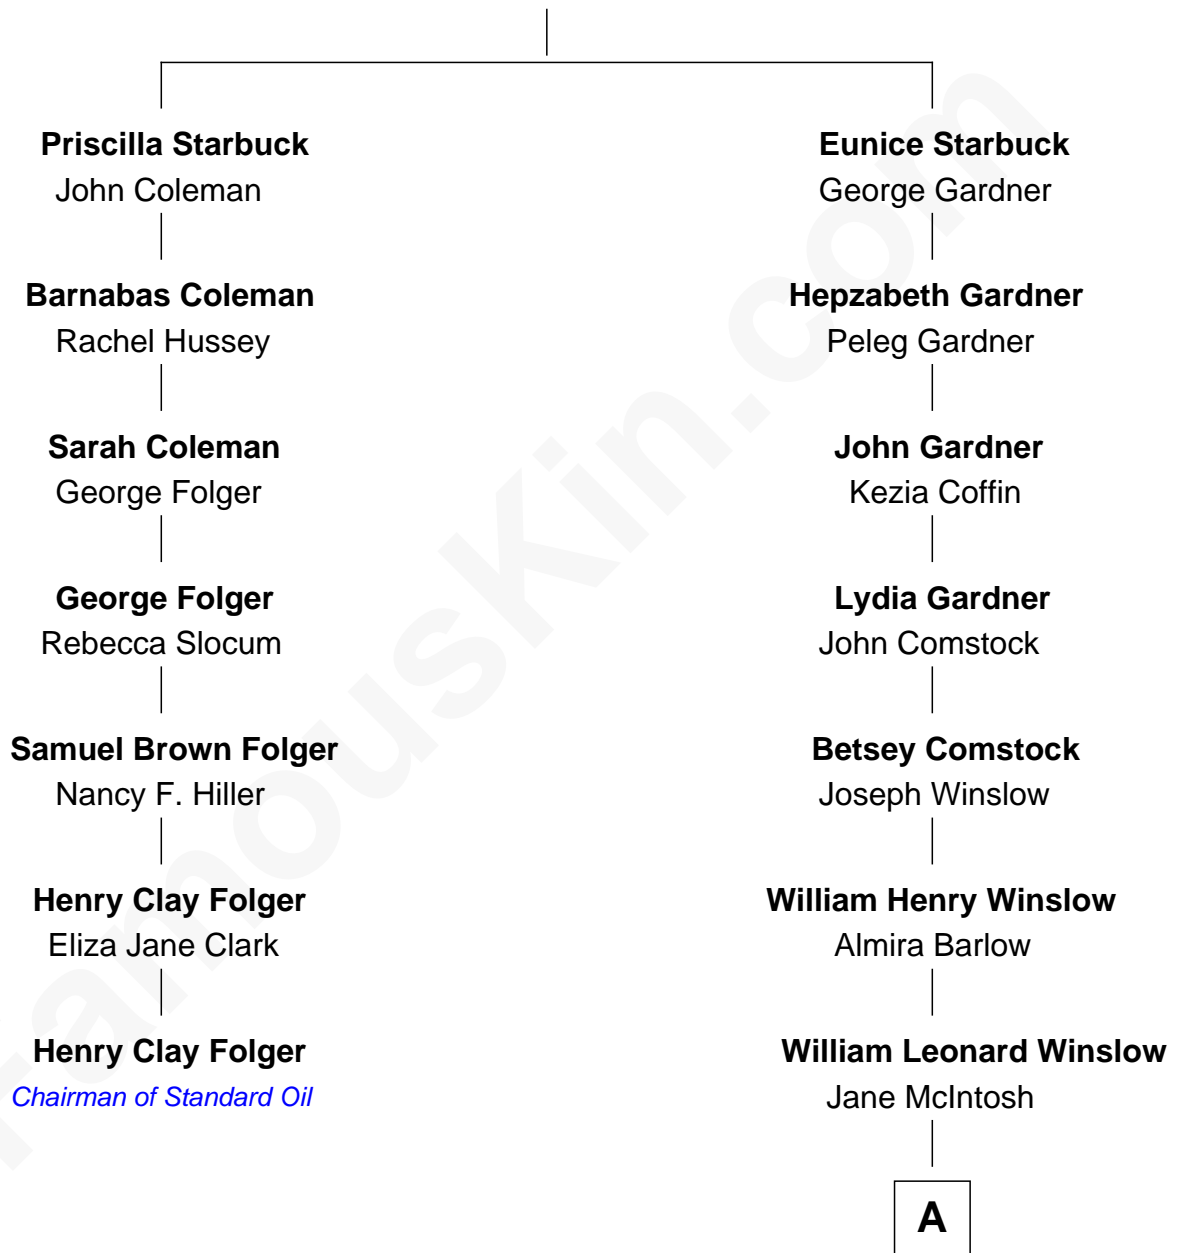 Priscilla Starbuck
John Coleman
Barnabas Coleman
Rachel Hussey
Sarah Coleman
George Folger
George Folger
Rebecca Slocum
Samuel Brown Folger
Nancy F. Hiller
Henry Clay Folger
Eliza Jane Clark
Henry Clay Folger
Chairman of Standard Oil
Eunice Starbuck
George Gardner
Hepzabeth Gardner
Peleg Gardner
John Gardner
Kezia Coffin
Lydia Gardner
John Comstock
Betsey Comstock
Joseph Winslow
William Henry Winslow
Almira Barlow
William Leonard Winslow
Jane McIntosh
A
FamousKin.com